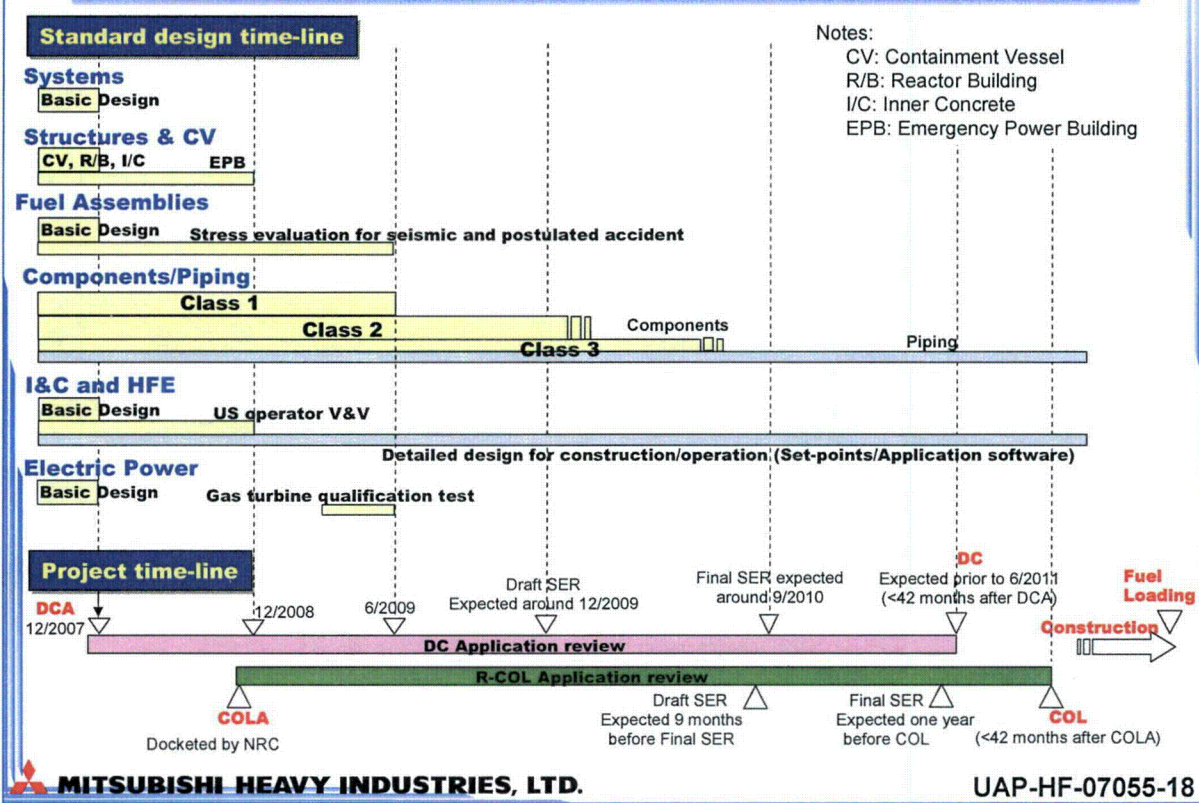 Standard design time-line
Notes:
CV: Containment Vessel
R/B: Reactor Building
I/C: Inner Concrete
EPB: Emergency Power Building
Systems
Basic Design
Structures & CV
CV, R/B, I/C
EPB
Fuel Assemblies
Basic Design
Stress evaluation for seismic and postulated accident
Components/Piping
Class 1
Class 2
Components
Class 3
Piping
I&C and HFE
Basic Design
US operator V&V
Detailed design for construction/operation (Set-points/Application software)
Electric Power
Basic Design
Gas turbine qualification test
Project time-line
DCA
12/2007
12/2008
6/2009
Draft SER
Expected around 12/2009
Final SER expected
around 9/2010
DC
Expected prior to 6/2011
(<42 months after DCA)
Fuel
Loading
Construction
DC Application review
R-COL Application review
COLA
Docketed by NRC
Draft SER
Expected 9 months
before Final SER
Final SER
Expected one year
before COL
COL
(<42 months after COLA)
MITSUBISHI HEAVY INDUSTRIES, LTD.
UAP-HF-07055-18